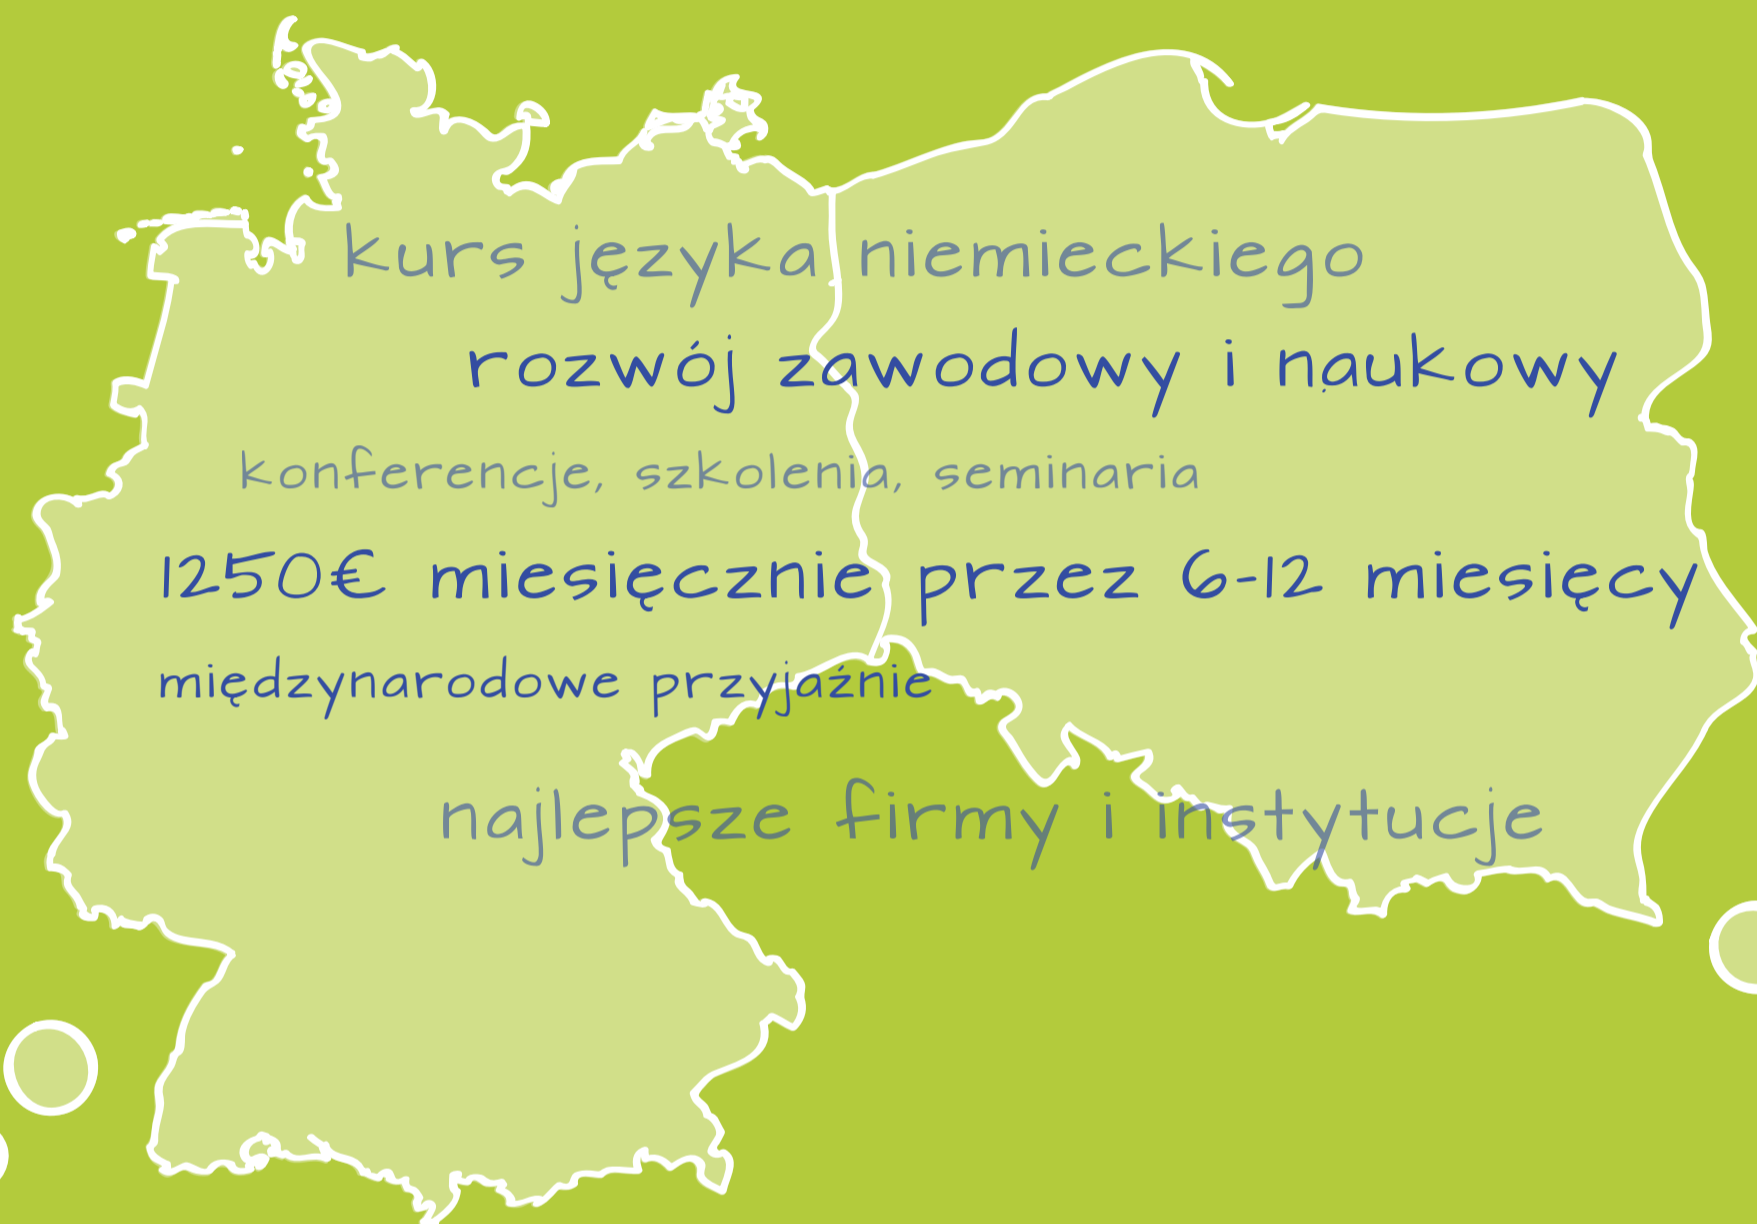 kurs języka niemieckiego
rozwój zawodowy i naukowy
konferencje, szkolenia, seminaria
1250€ miesięcznie przez 6-12 miesięcy
międzynarodowe przyjaźnie
najlepsze firmy i instytucje